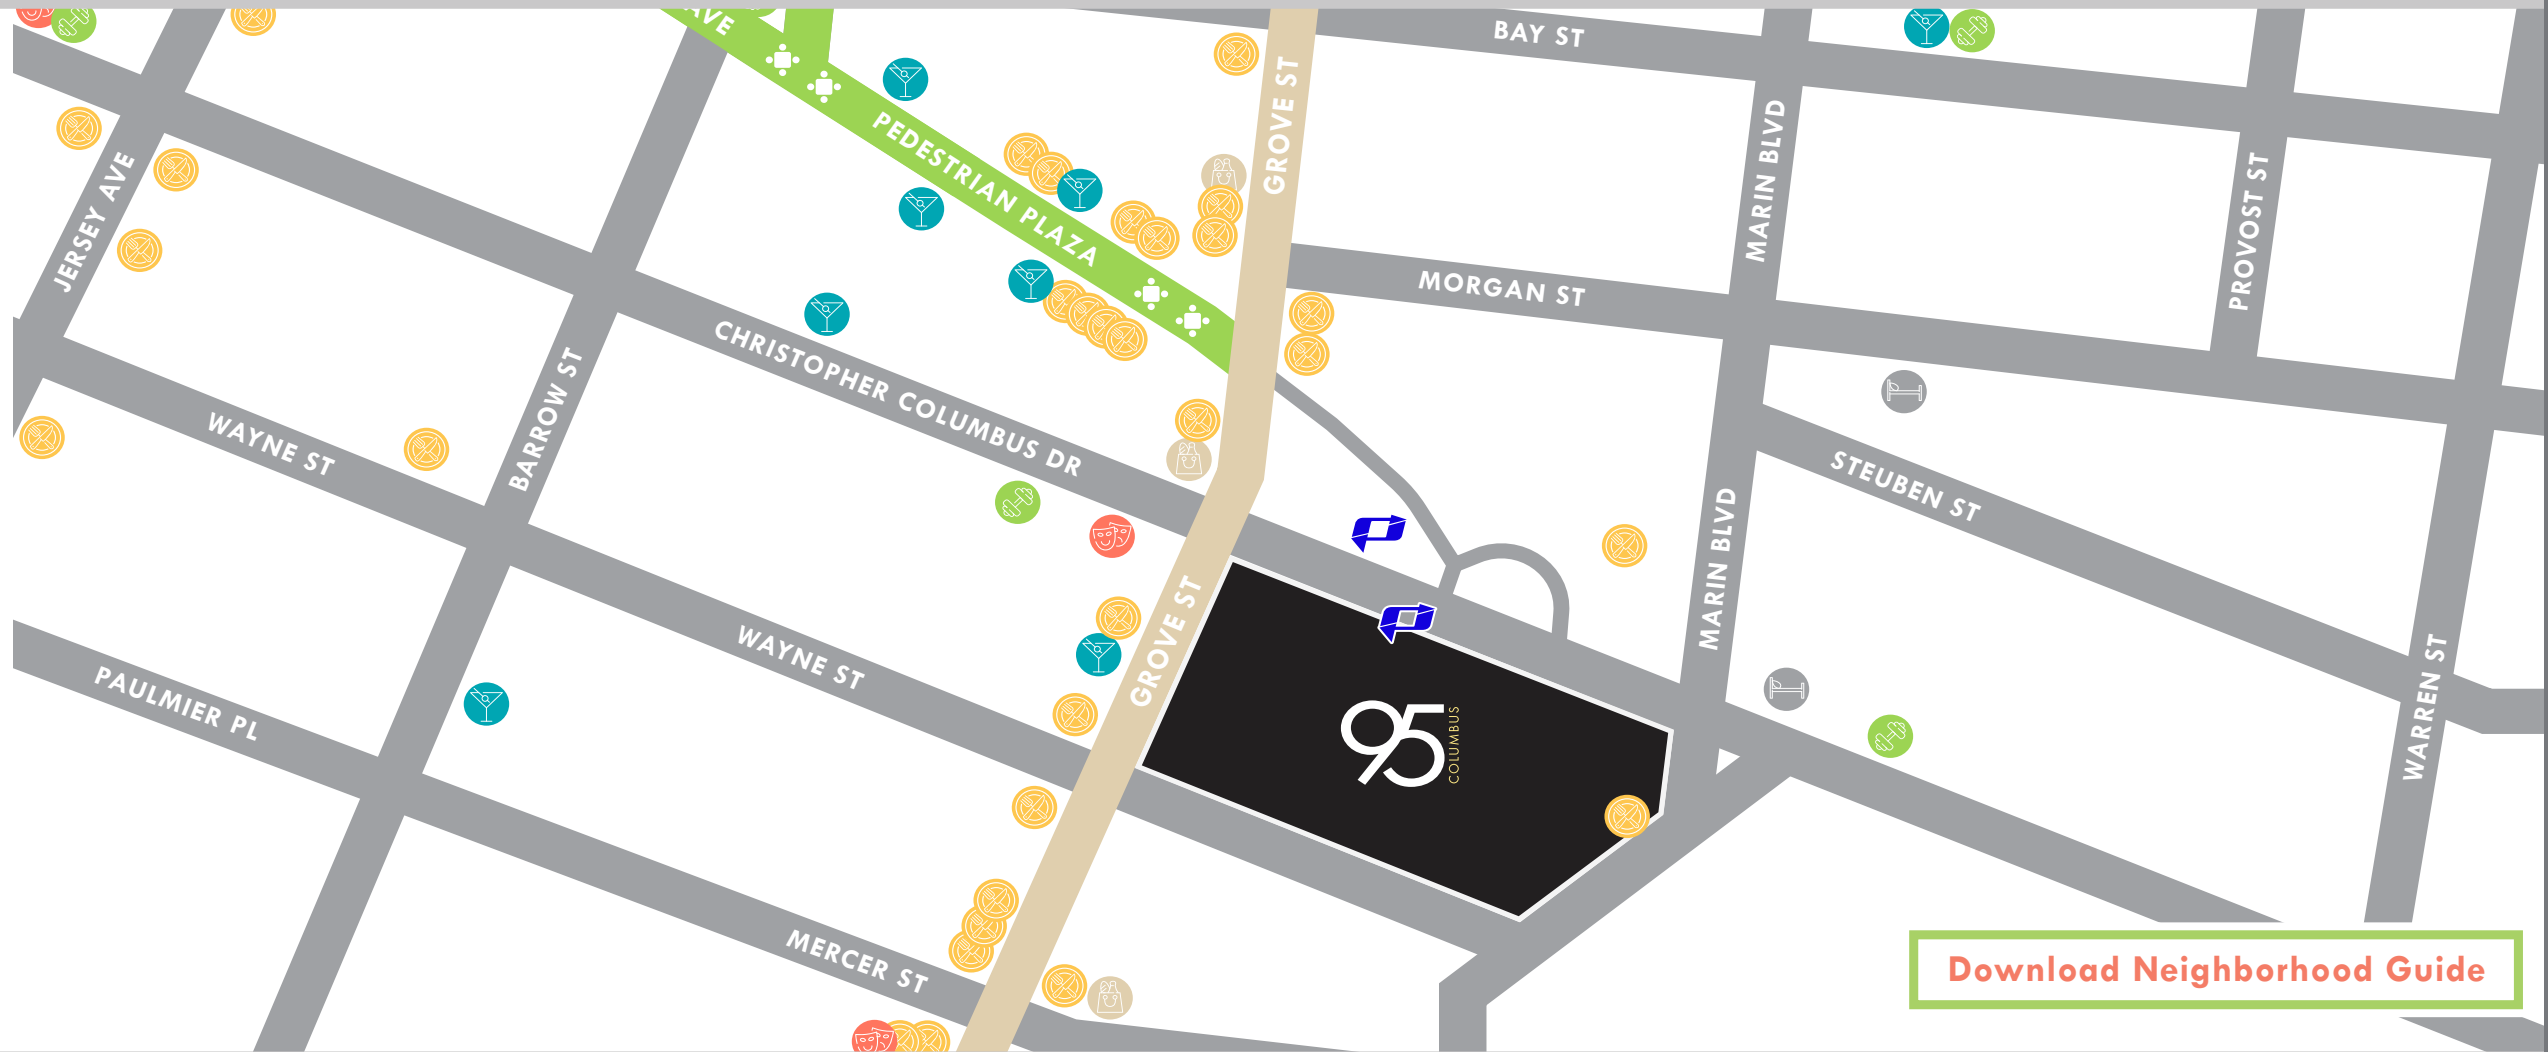 AVE
BAY ST
GROVE ST
MARIN BLVD
PEDESTRIAN PLAZA
PROVOST ST
JERSEY AVE
MORGAN ST
CHRISTOPHER COLUMBUS DR
BARROW ST
WAYNE ST
STEUBEN ST
MARIN BLVD
GROVE ST
WAYNE ST
WARREN ST
PAULMIER PL
95
COLUMBUS
MERCER ST
Download Neighborhood Guide